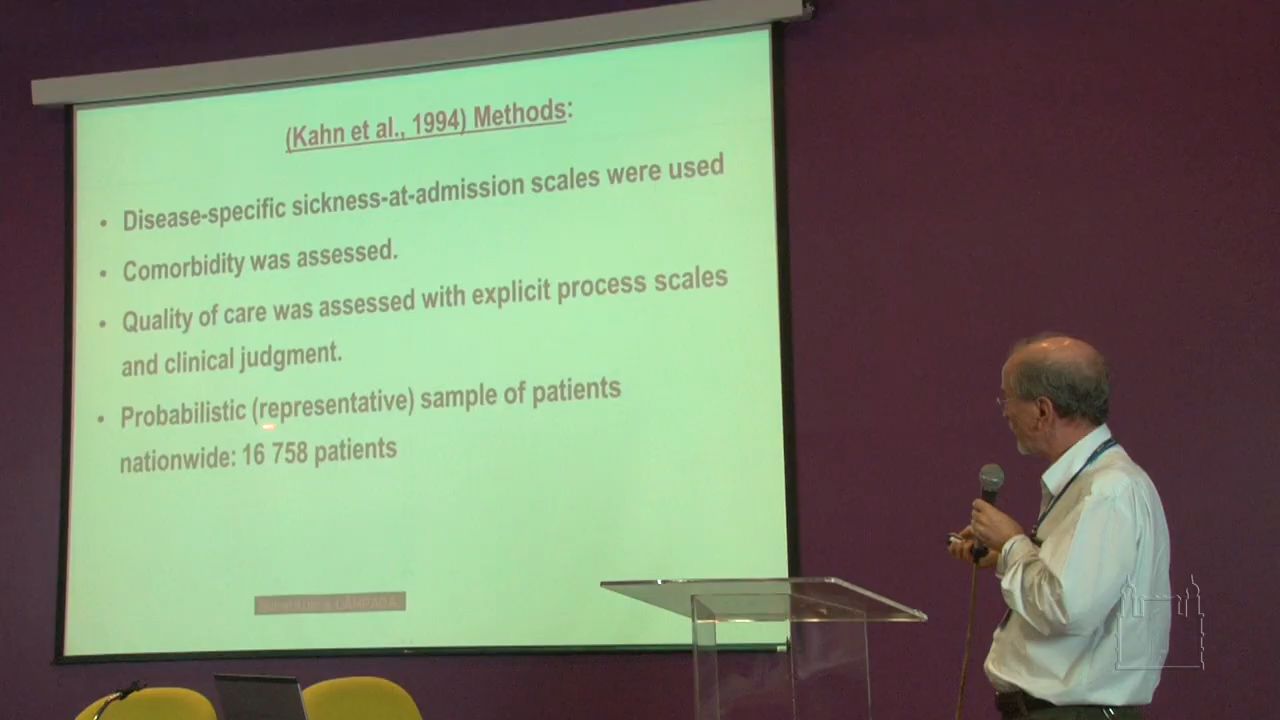 (Kahn et al., 1994) Methods:
• Disease-specific sickness-at-admission scales were used
• Comorbidity was assessed.
• Quality of care was assessed with explicit process scales
and clinical judgment.
• Probabilistic (representative) sample of patients
nationwide: 16 758 patients